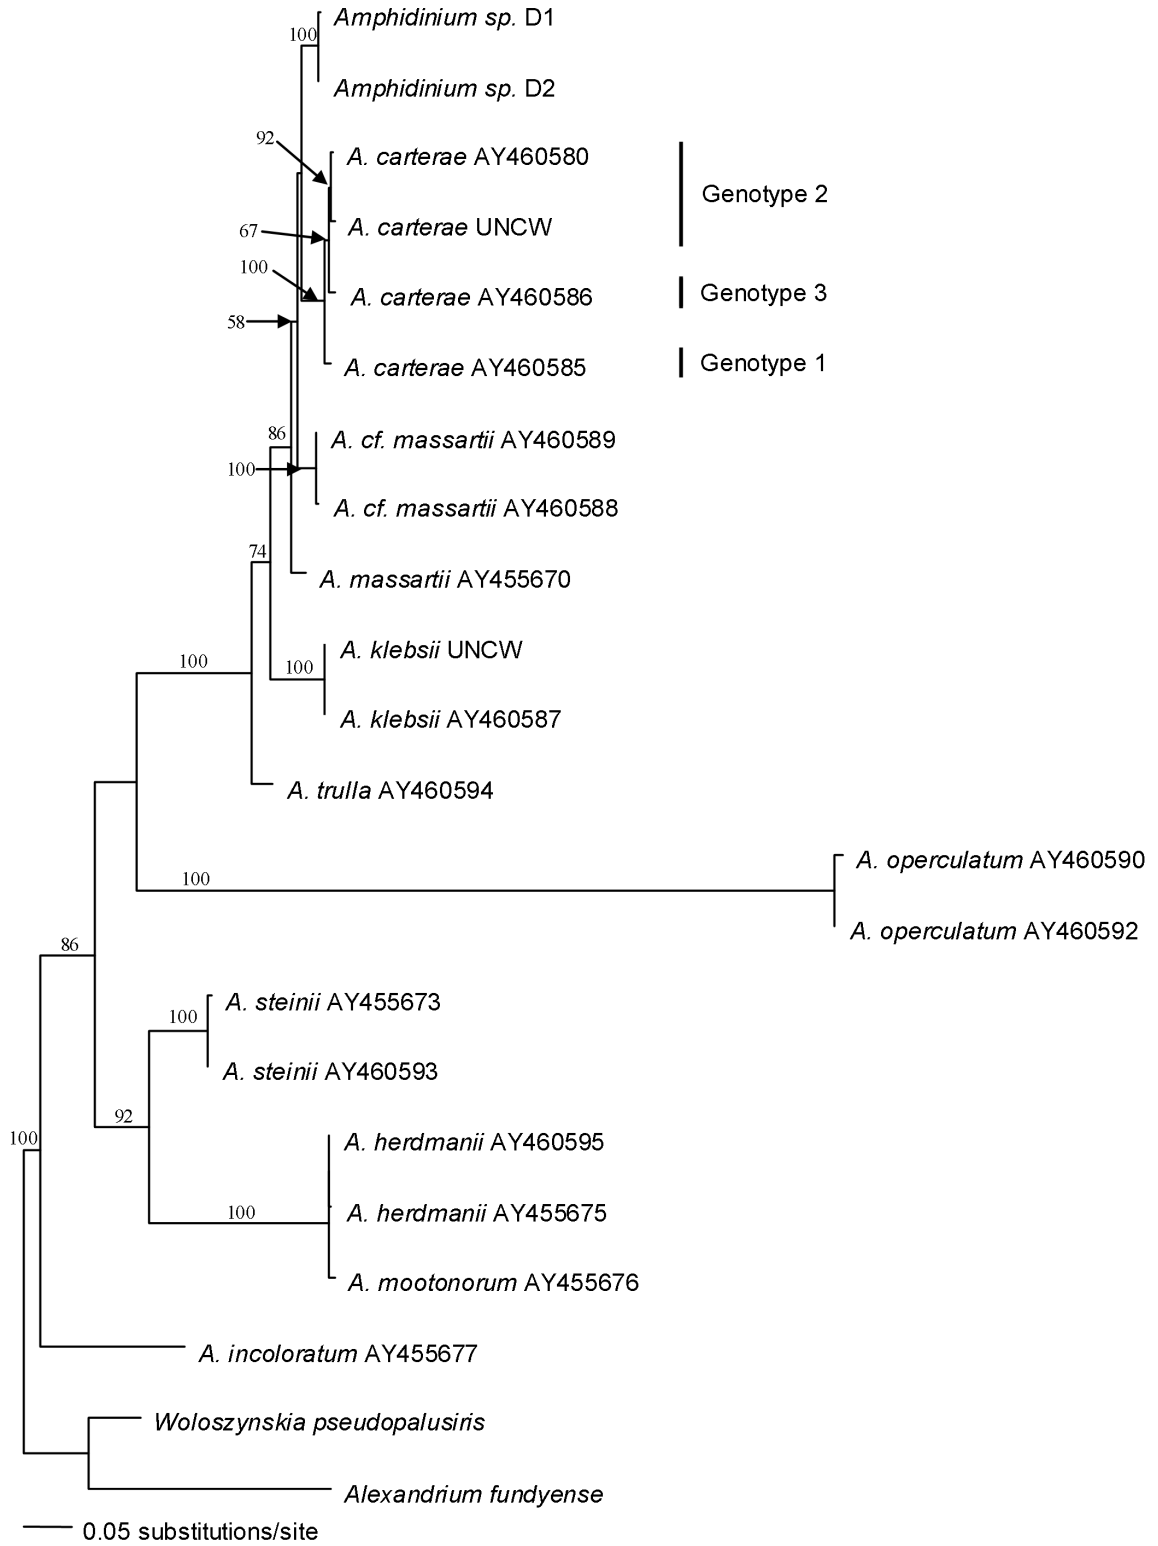 Amphidinium sp. D1
100
Amphidinium sp. D2
92
A. carterae AY460580
Genotype 2
A. carterae UNCW
67
100
A. carterae AY460586
Genotype 3
58
A. carterae AY460585
Genotype 1
86
A. cf. massartii AY460589
100
A. cf. massartii AY460588
74
A. massartii AY455670
A. klebsii UNCW
100
100
A. klebsii AY460587
A. trulla AY460594
A. operculatum AY460590
100
A. operculatum AY460592
86
A. steinii AY455673
100
A. steinii AY460593
92
100
A. herdmanii AY460595
100
A. herdmanii AY455675
A. mootonorum AY455676
A. incoloratum AY455677
Woloszynskia pseudopalusiris
Alexandrium fundyense
0.05 substitutions/site